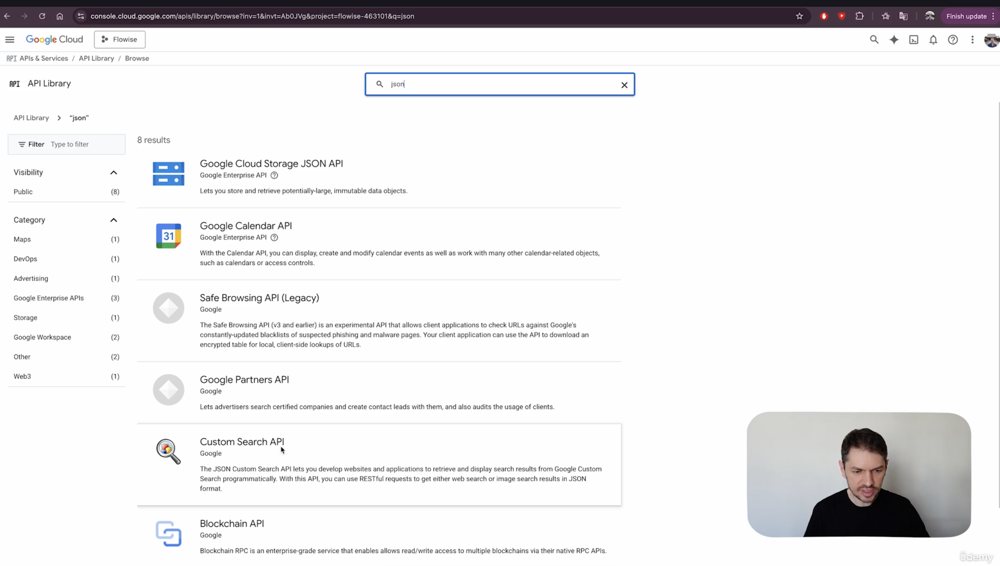 console.cloud.google.com/apis/library/browse?inv=1&invt=Ab0JVg&project=flowise-463101&q=json
Finish update
Google Cloud
Flowise
API APIs & Services / API Library / Browse
API API Library
json
API Library > “json”
Filter Type to filter
8 results
Visibility
Public (8)
Category
Maps (1)
DevOps (1)
Advertising (1)
Google Enterprise APIs (3)
Storage (1)
Google Workspace (2)
Other (2)
Web3 (1)
Google Cloud Storage JSON API
Google Enterprise API
Lets you store and retrieve potentially-large, immutable data objects.
31
Google Calendar API
Google Enterprise API
With the Calendar API, you can display, create and modify calendar events as well as work with many other calendar-related objects,
such as calendars or access controls.
Safe Browsing API (Legacy)
Google
The Safe Browsing API (v3 and earlier) is an experimental API that allows client applications to check URLs against Google's
constantly-updated blacklists of suspected phishing and malware pages. Your client application can use the API to download an
encrypted table for local, client-side lookups of URLs.
Google Partners API
Google
Lets advertisers search certified companies and create contact leads with them, and also audits the usage of clients.
Custom Search API
Google
The JSON Custom Search API lets you develop websites and applications to retrieve and display search results from Google Custom
Search programmatically. With this API, you can use RESTful requests to get either web search or image search results in JSON
format.
Blockchain API
Google
Blockchain RPC is an enterprise-grade service that enables allows read/write access to multiple blockchains via their native RPC APIs.
ûdemy